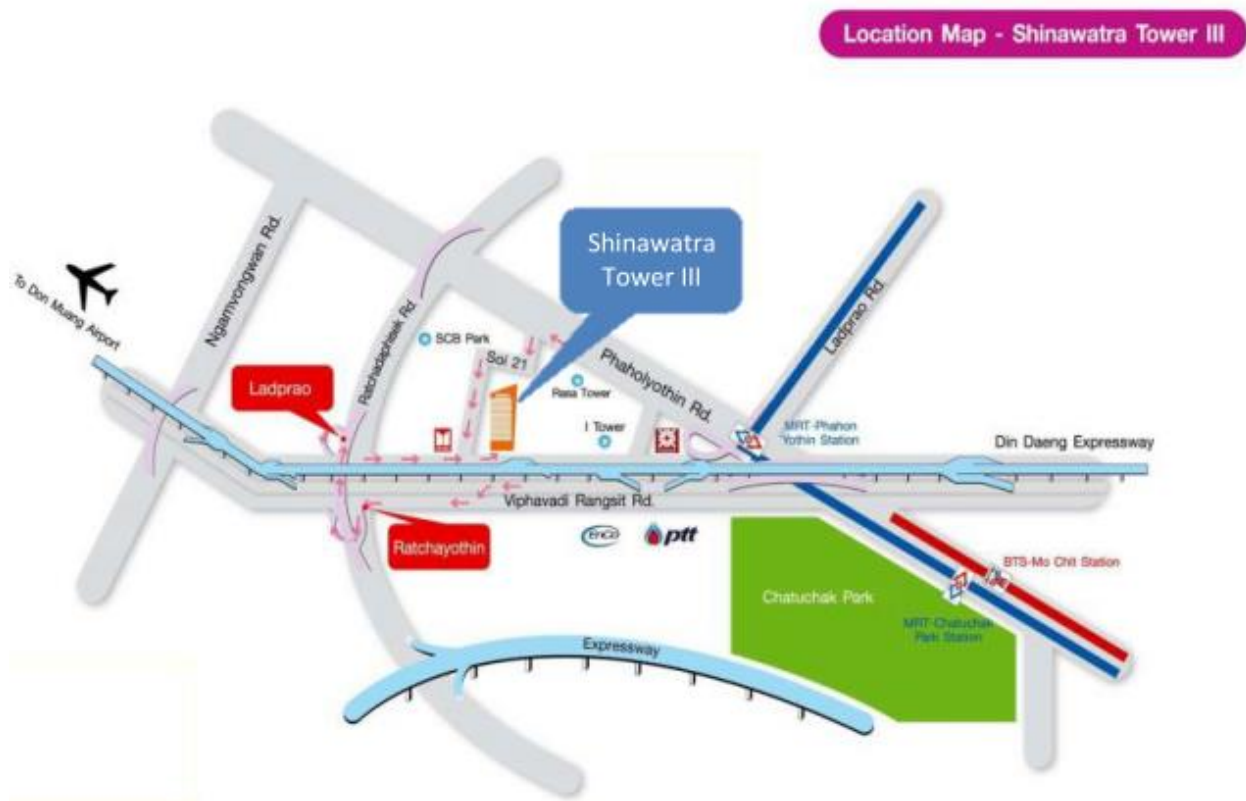 Location Map - Shinawatra Tower III
Shinawatra
Tower III
Ngamvongwan Rd.
To Don Muang Airport
Ratchadaphisek Rd.
SCB Park
Soi 21
Phaholyothin Rd.
Ladprao Rd.
Ladprao
Rasa Tower
I Tower
MRT-Phahon
Yothin Station
Din Daeng Expressway
Viphavadi Rangsit Rd.
Ratchayothin
EnCo
ptt
BTS-Mo Chit Station
Chatuchak Park
MRT-Chatuchak
Park Station
Expressway